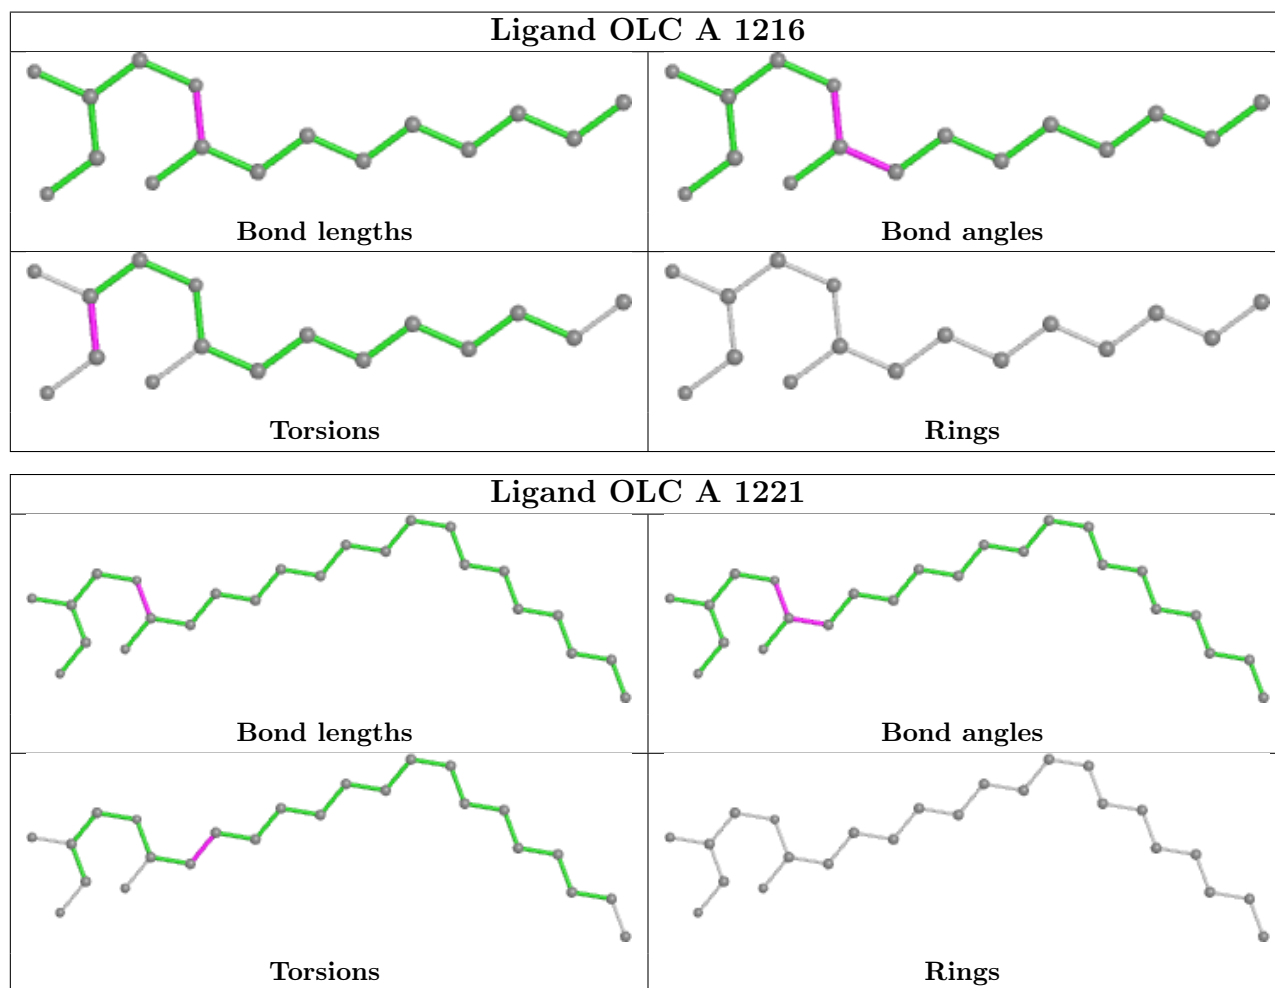 Ligand OLC A 1216
Bond lengths
Bond angles
Torsions
Rings
Ligand OLC A 1221
Bond lengths
Bond angles
Torsions
Rings